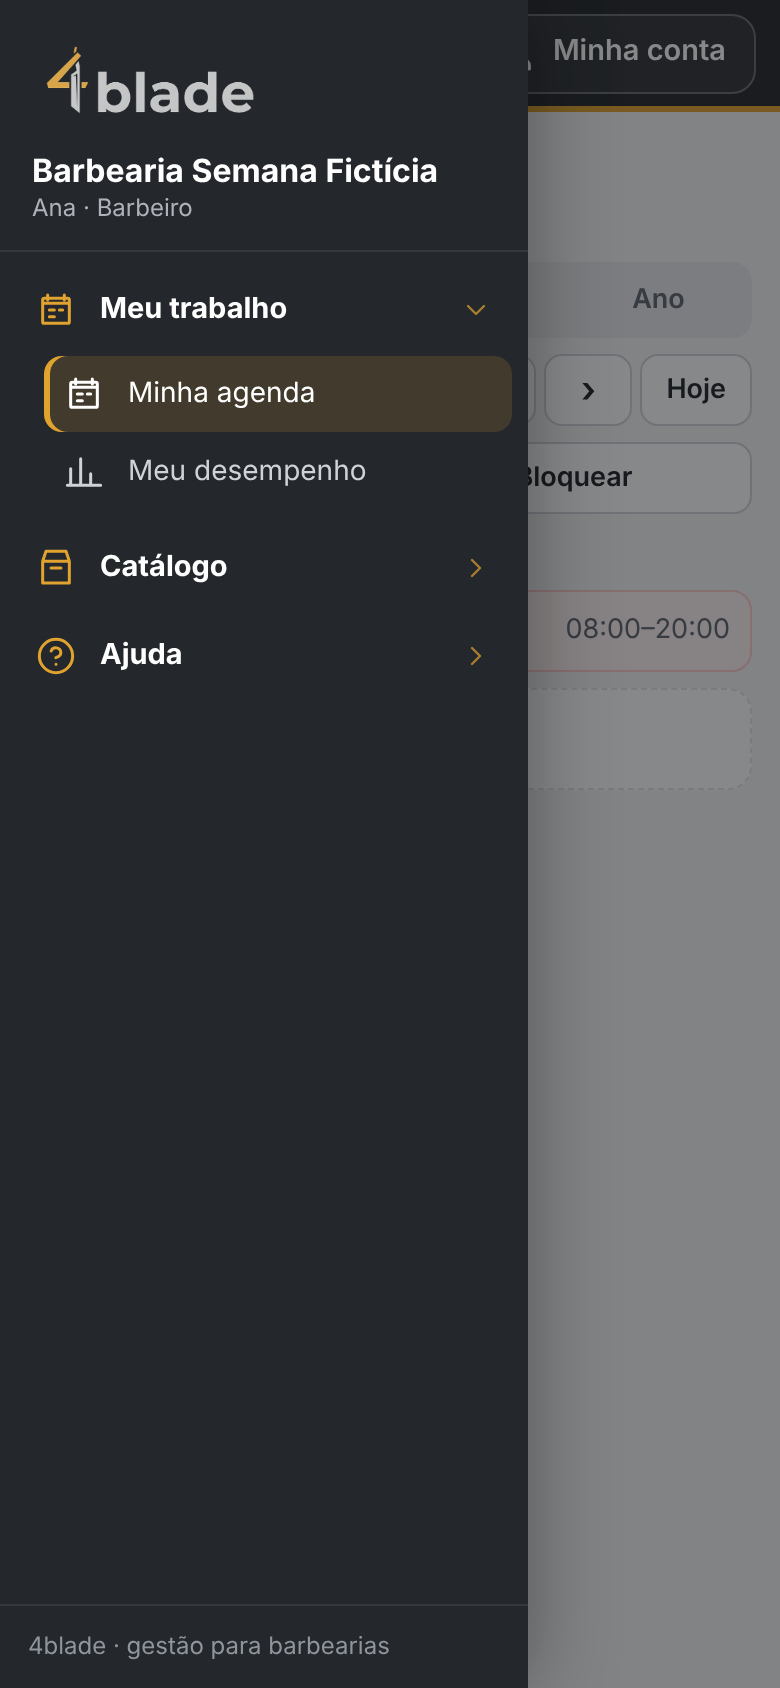 4blade
Minha conta
Barbearia Semana Fictícia
Ana · Barbeiro
Meu trabalho
Ano
Minha agenda
› Hoje
Meu desempenho
Bloquear
Catálogo
08:00–20:00
Ajuda
4blade · gestão para barbearias